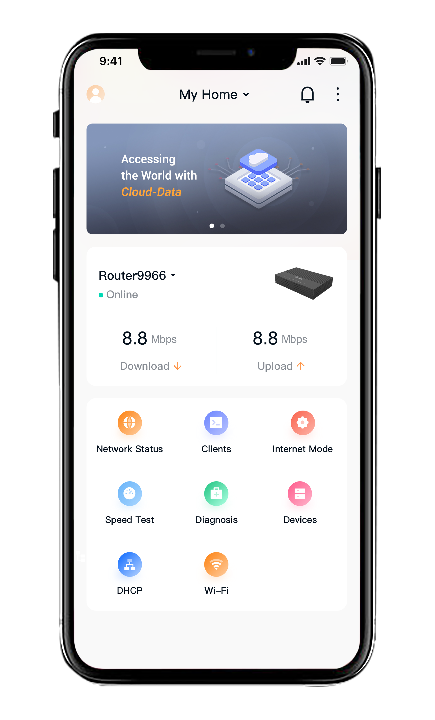 9:41
My Home
Accessing
the World with
Cloud-Data
Router9966
Online
8.8 Mbps
8.8 Mbps
Download ↓
Upload ↑
Network Status
Clients
Internet Mode
Speed Test
Diagnosis
Devices
DHCP
Wi-Fi